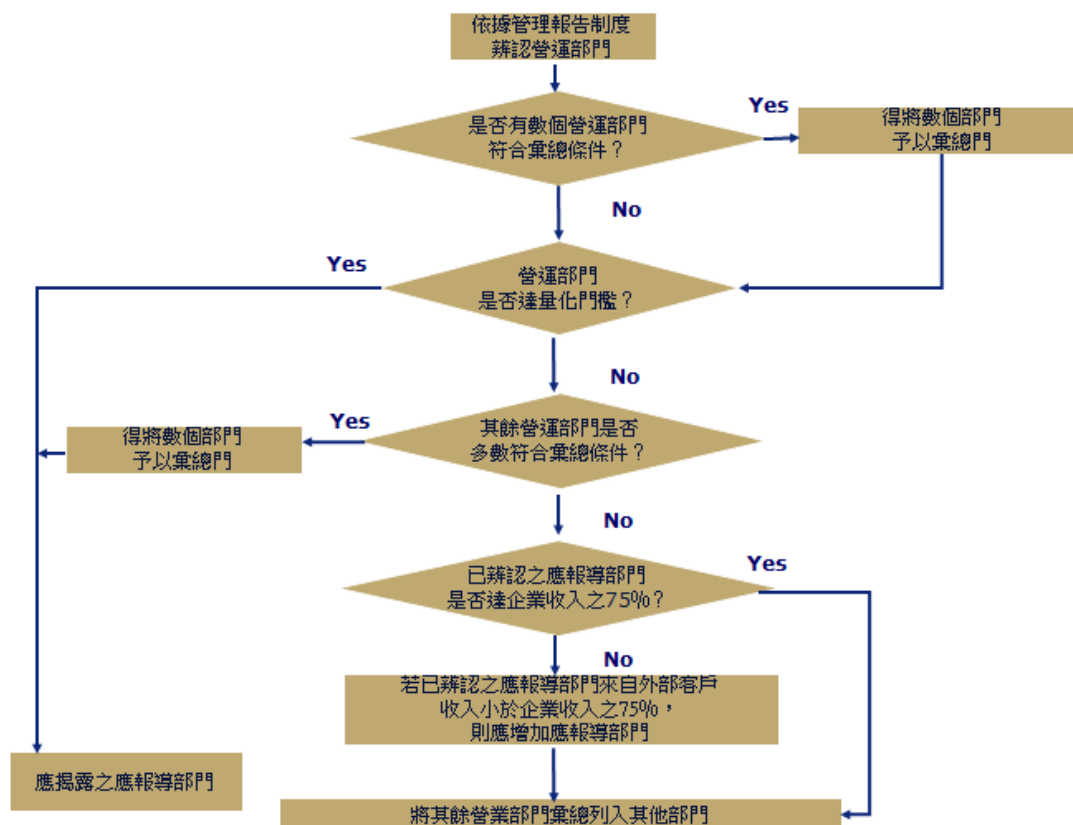 依據管理報告制度
辨認營運部門
是否有數個營運部門
符合彙總條件？
Yes
得將數個部門
予以彙總門
No
Yes
營運部門
是否達量化門檻？
No
Yes
得將數個部門
予以彙總門
其餘營運部門是否
多數符合彙總條件？
No
已辨認之應報導部門
是否達企業收入之75%？
Yes
No
若已辨認之應報導部門來自外部客戶
收入小於企業收入之75%，
則應增加應報導部門
應揭露之應報導部門
將其餘營業部門彙總列入其他部門